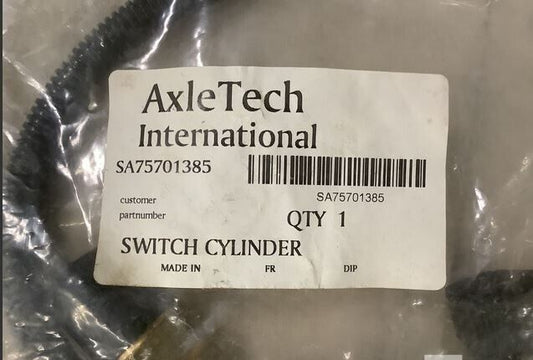 AxleTech
International
SA75701385
SA75701385
customer
partnumber
QTY 1
SWITCH CYLINDER
MADE IN FR DIP